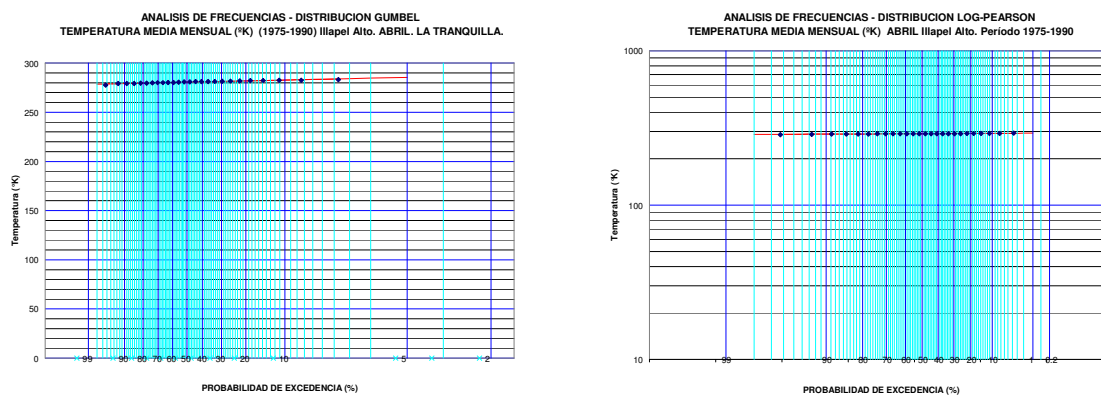 ANALISIS DE FRECUENCIAS - DISTRIBUCION GUMBEL
TEMPERATURA MEDIA MENSUAL (ºK) (1975-1990) Illapel Alto. ABRIL. LA TRANQUILLA.
300
250
200
150
100
50
0
Temperatura (°K)
99 90 80 70 60 50 40 30 20 10 5 2
PROBABILIDAD DE EXCEDENCIA (%)
ANALISIS DE FRECUENCIAS - DISTRIBUCION LOG-PEARSON
TEMPERATURA MEDIA MENSUAL (ºK) ABRIL Illapel Alto. Período 1975-1990
1000
100
10
Temperatura (°K)
99 90 80 70 60 50 40 30 20 10 1 0.2
PROBABILIDAD DE EXCEDENCIA (%)